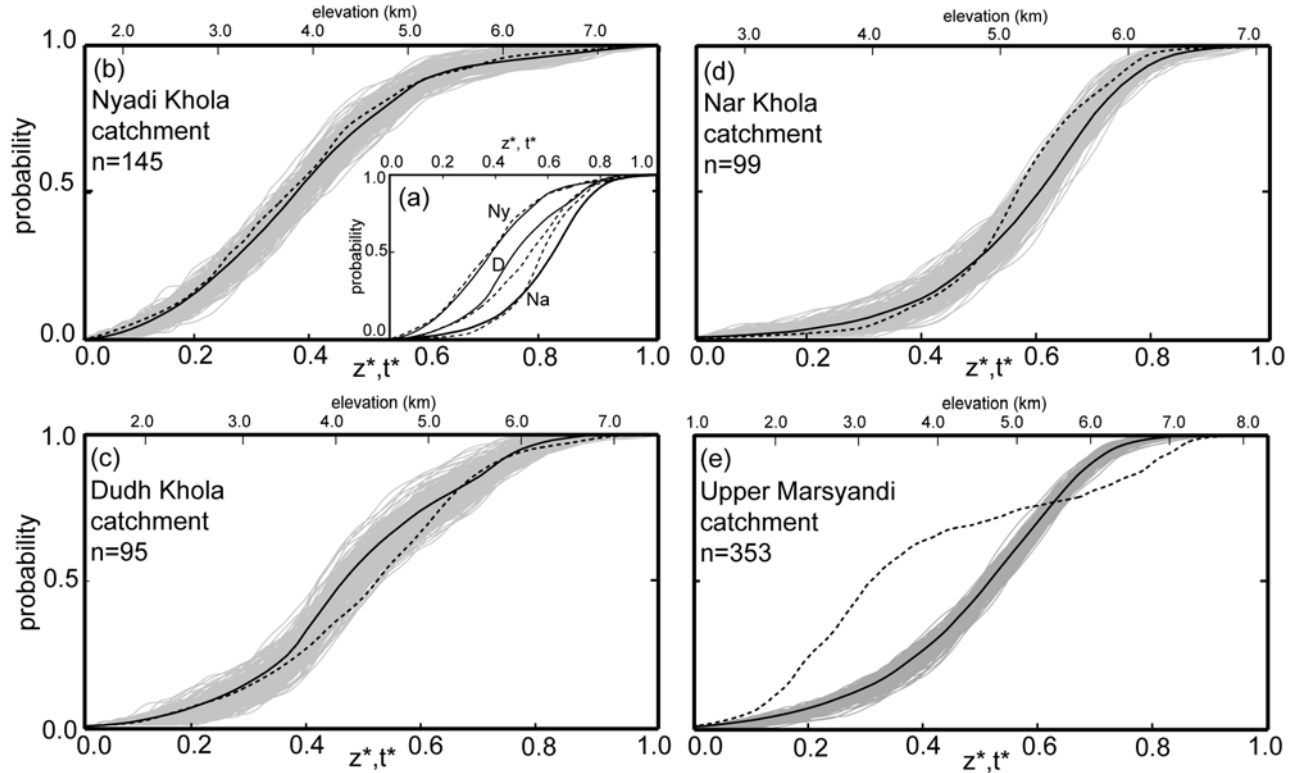 elevation (km)
2.0 3.0 4.0 5.0 6.0 7.0
1.0
(b)
Nyadi Khola
catchment
n=145
probability
0.5
0.0
0.0 0.2 0.4 0.6 0.8 1.0
z*,t*
z*, t*
0.0 0.2 0.4 0.6 0.8 1.0
1.0
(a)
Ny
probability
0.5
D
Na
0.0
elevation (km)
3.0 4.0 5.0 6.0 7.0
(d)
Nar Khola
catchment
n=99
0.0 0.2 0.4 0.6 0.8 1.0
z*,t*
elevation (km)
2.0 3.0 4.0 5.0 6.0 7.0
1.0
(c)
Dudh Khola
catchment
n=95
probability
0.5
0.0
0.0 0.2 0.4 0.6 0.8 1.0
z*,t*
elevation (km)
1.0 2.0 3.0 4.0 5.0 6.0 7.0 8.0
(e)
Upper Marsyandi
catchment
n=353
0.0 0.2 0.4 0.6 0.8 1.0
z*,t*